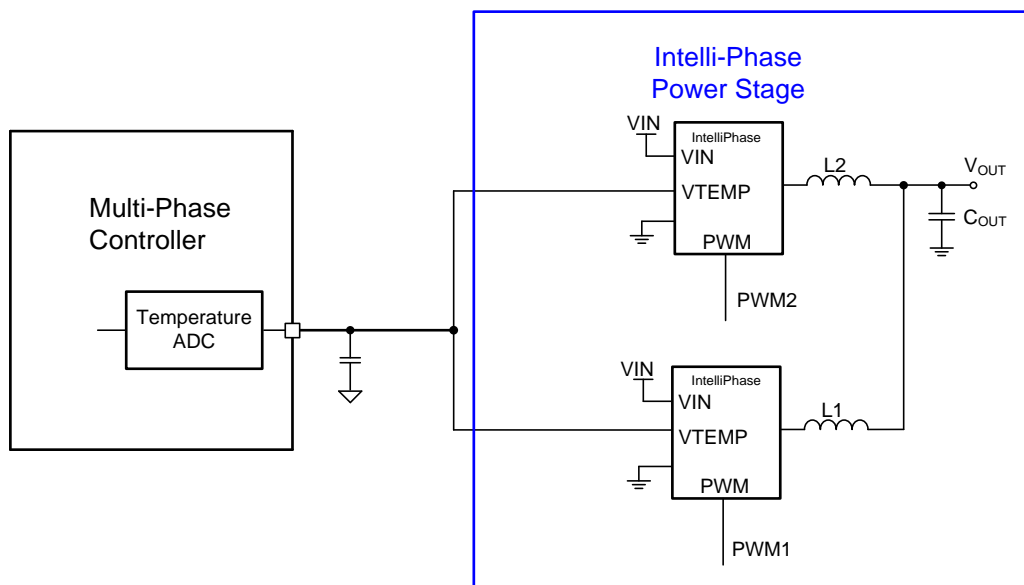 Intelli-Phase
Power Stage
Multi-Phase
Controller
Temperature
ADC
VIN
IntelliPhase
VIN
VTEMP
PWM
PWM2
L2
VOUT
COUT
VIN
IntelliPhase
VIN
VTEMP
PWM
PWM1
L1